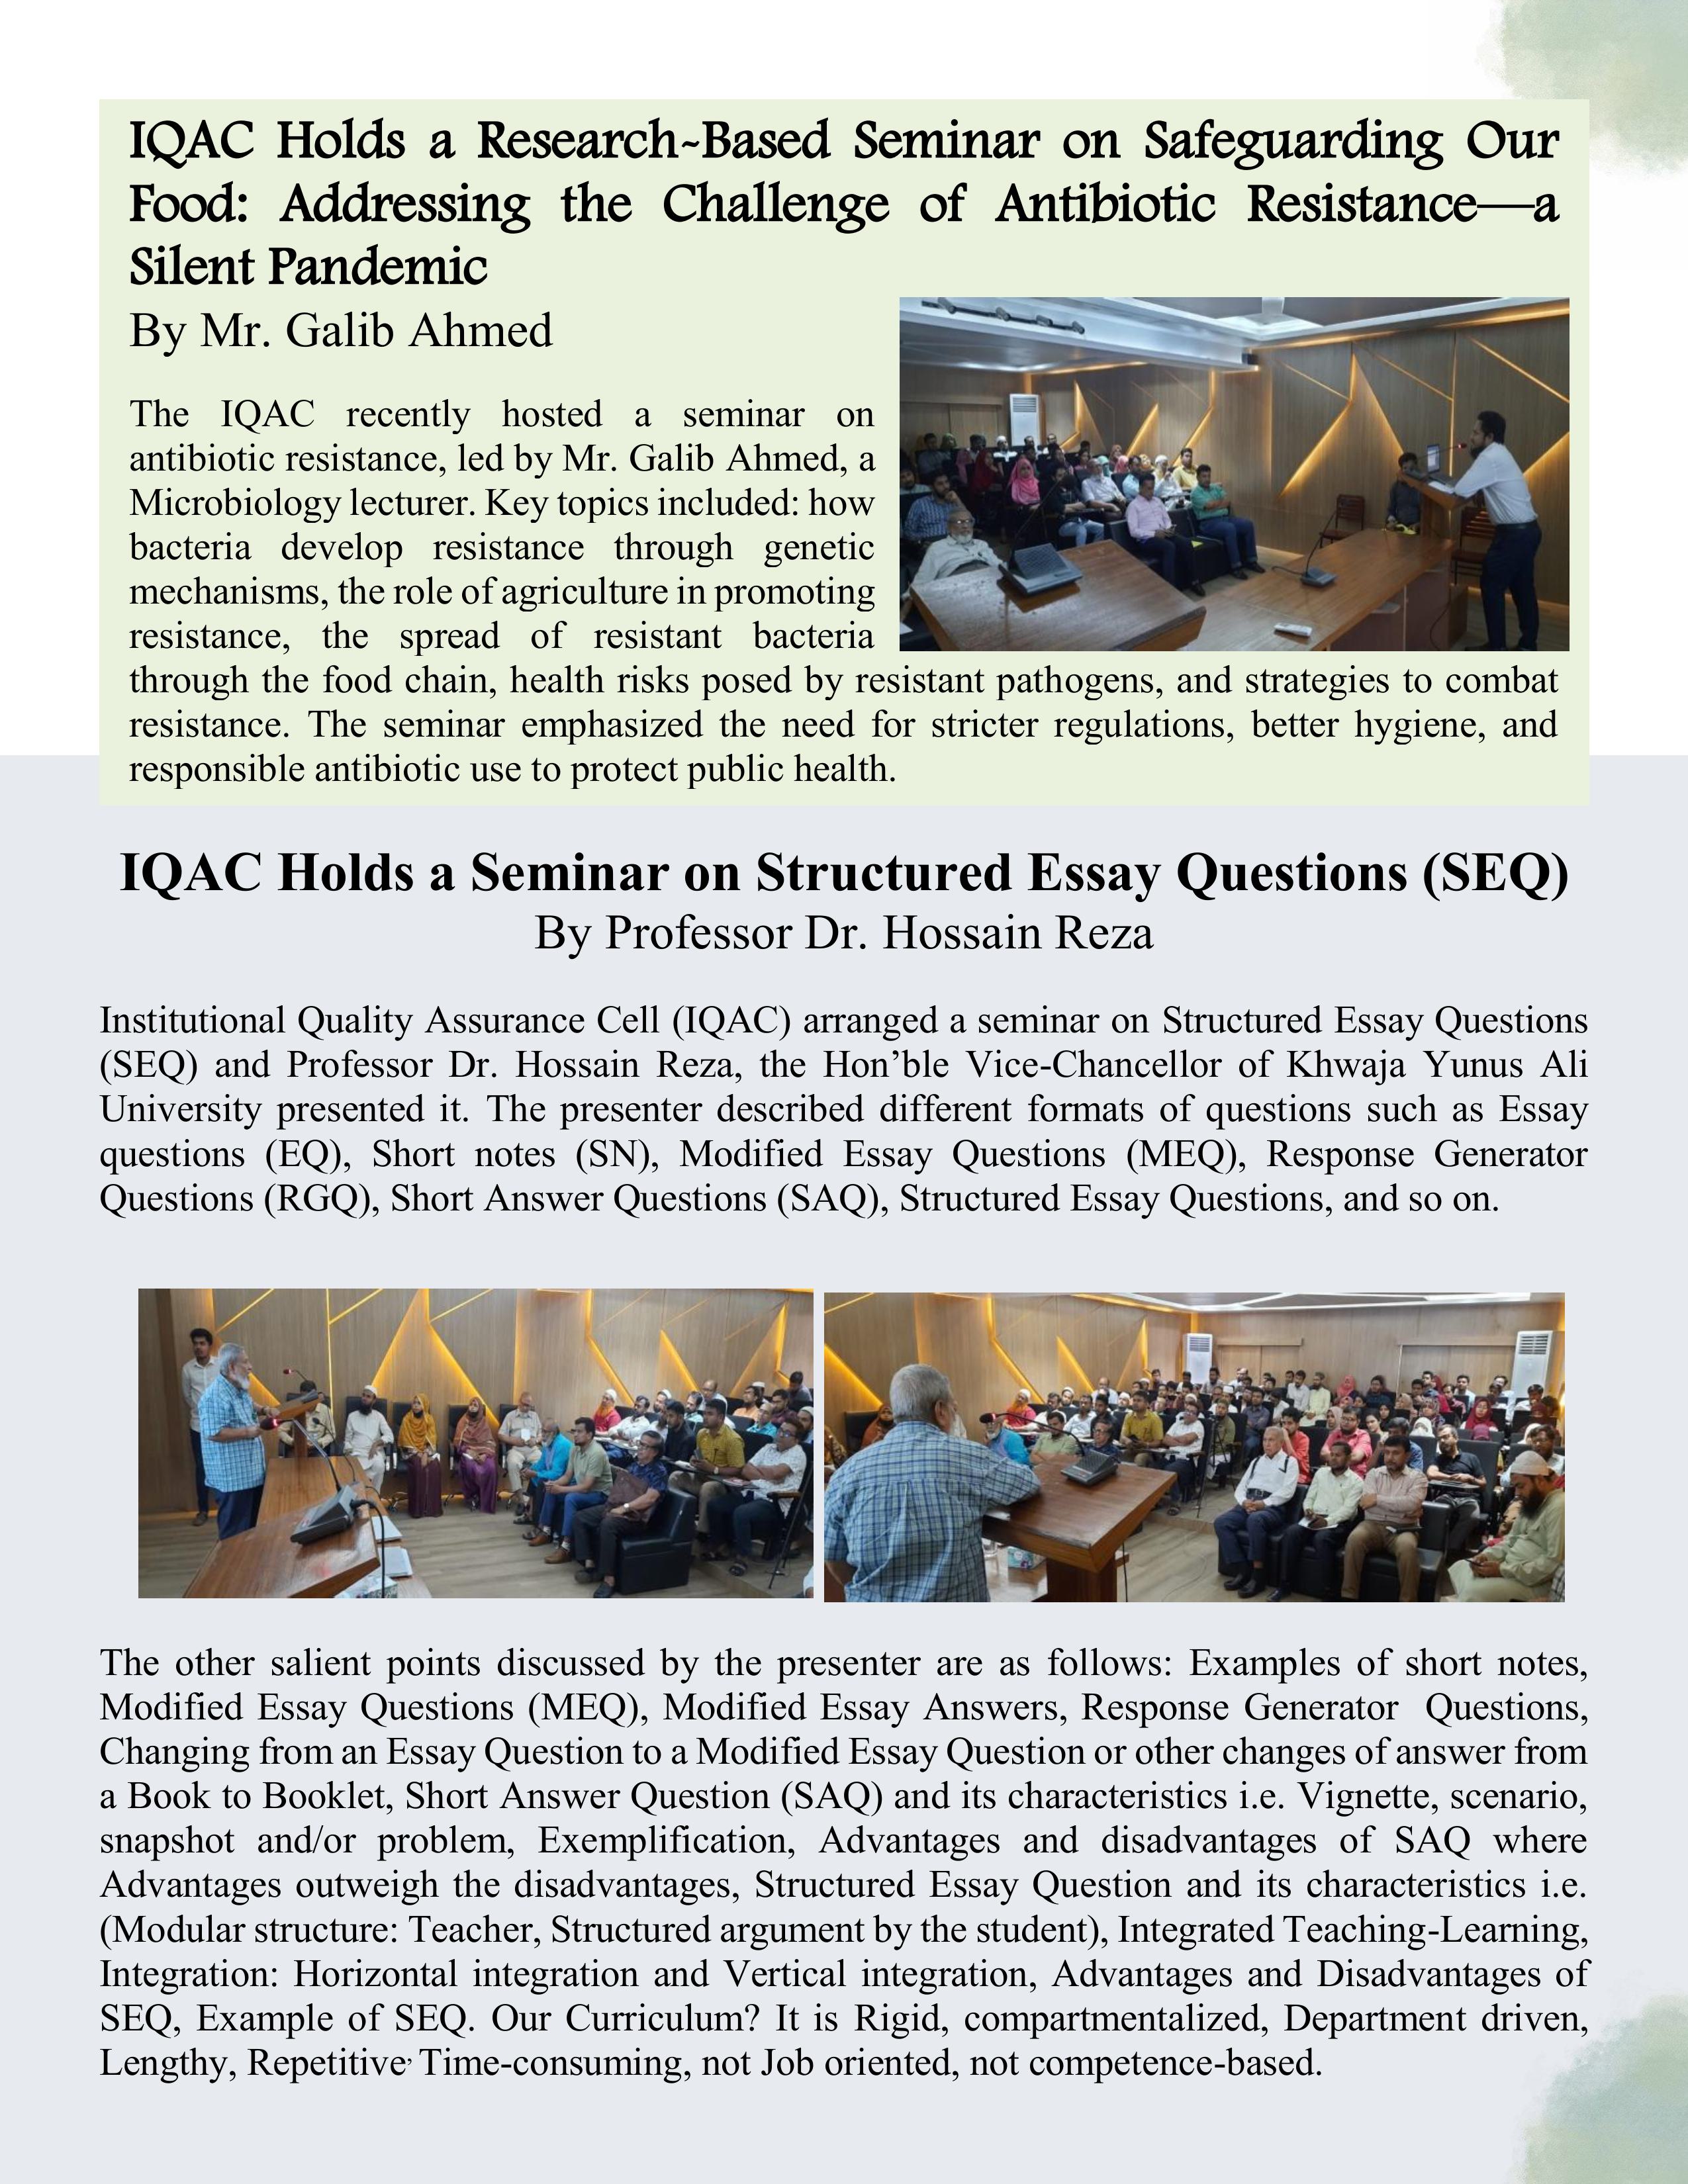 IQAC Holds a Research-Based Seminar on Safeguarding Our
Food: Addressing the Challenge of Antibiotic Resistance—a
Silent Pandemic
By Mr. Galib Ahmed
The IQAC recently hosted a seminar on
antibiotic resistance, led by Mr. Galib Ahmed, a
Microbiology lecturer. Key topics included: how
bacteria develop resistance through genetic
mechanisms, the role of agriculture in promoting
resistance, the spread of resistant bacteria
through the food chain, health risks posed by resistant pathogens, and strategies to combat
resistance. The seminar emphasized the need for stricter regulations, better hygiene, and
responsible antibiotic use to protect public health.
IQAC Holds a Seminar on Structured Essay Questions (SEQ)
By Professor Dr. Hossain Reza
Institutional Quality Assurance Cell (IQAC) arranged a seminar on Structured Essay Questions
(SEQ) and Professor Dr. Hossain Reza, the Hon’ble Vice-Chancellor of Khwaja Yunus Ali
University presented it. The presenter described different formats of questions such as Essay
questions (EQ), Short notes (SN), Modified Essay Questions (MEQ), Response Generator
Questions (RGQ), Short Answer Questions (SAQ), Structured Essay Questions, and so on.
The other salient points discussed by the presenter are as follows: Examples of short notes,
Modified Essay Questions (MEQ), Modified Essay Answers, Response Generator Questions,
Changing from an Essay Question to a Modified Essay Question or other changes of answer from
a Book to Booklet, Short Answer Question (SAQ) and its characteristics i.e. Vignette, scenario,
snapshot and/or problem, Exemplification, Advantages and disadvantages of SAQ where
Advantages outweigh the disadvantages, Structured Essay Question and its characteristics i.e.
(Modular structure: Teacher, Structured argument by the student), Integrated Teaching-Learning,
Integration: Horizontal integration and Vertical integration, Advantages and Disadvantages of
SEQ, Example of SEQ. Our Curriculum? It is Rigid, compartmentalized, Department driven,
Lengthy, Repetitive, Time-consuming, not Job oriented, not competence-based.